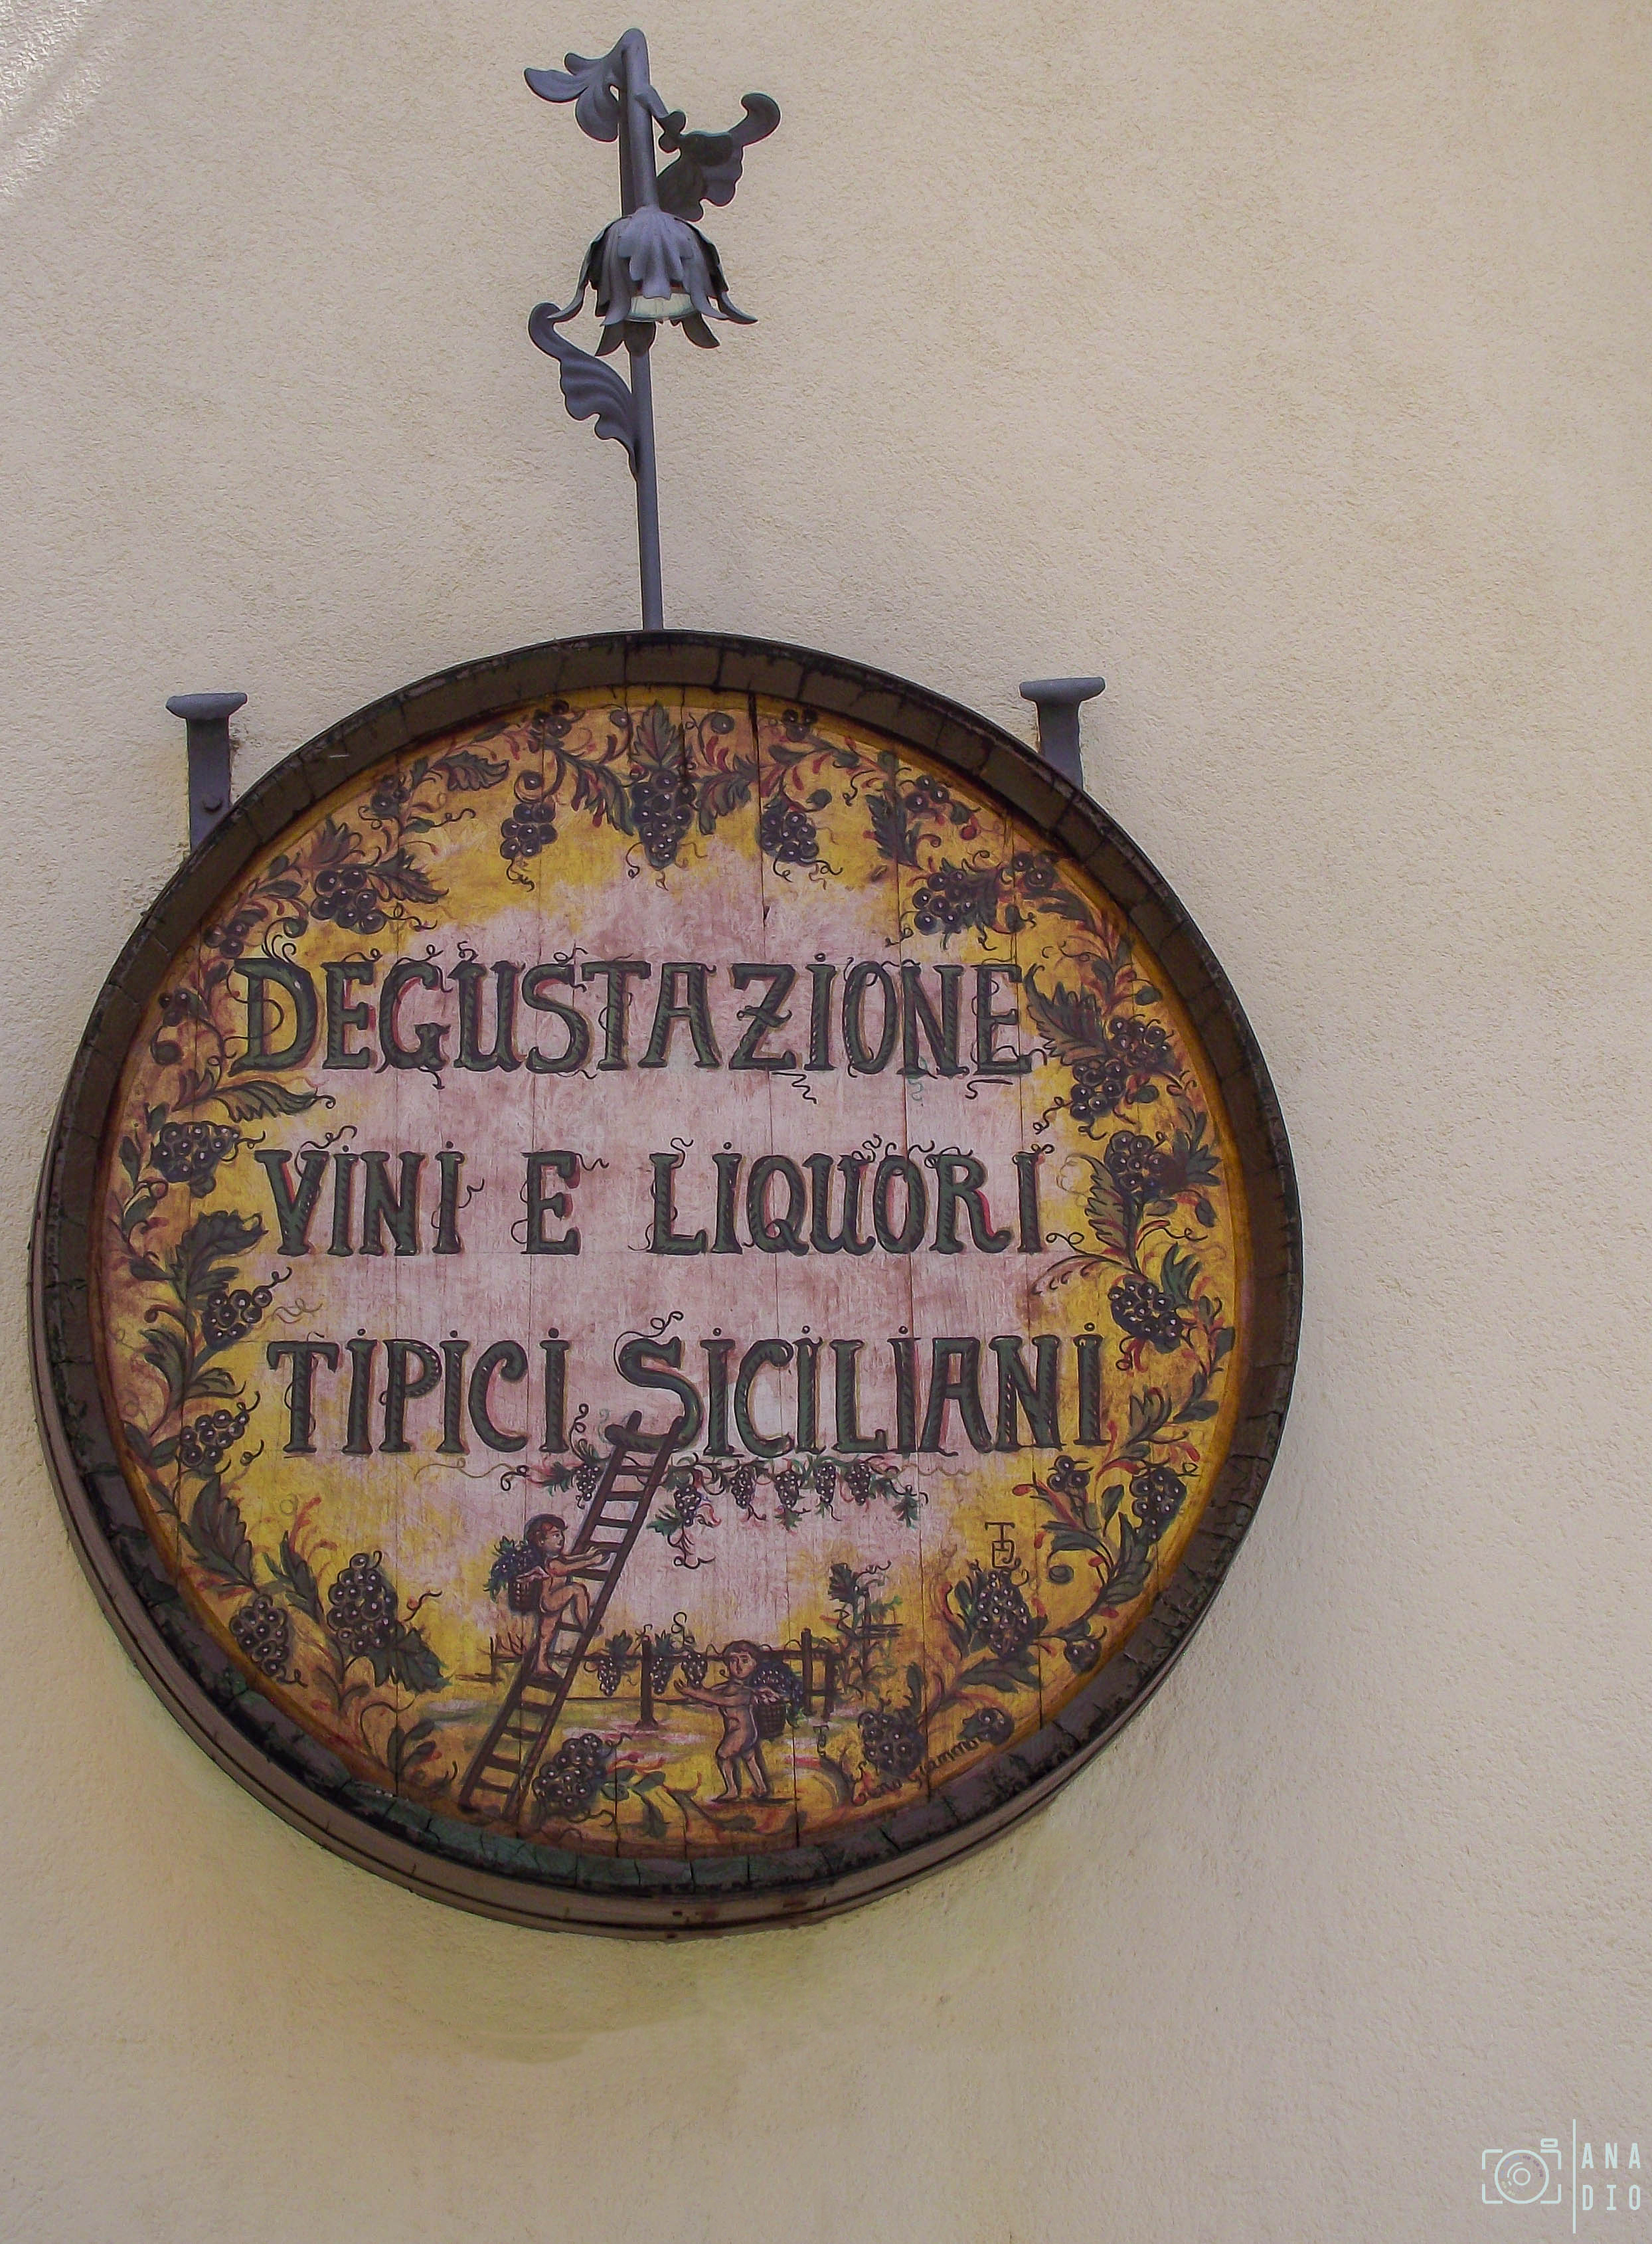 DEGUSTAZIONE
VINI E LIQUORI
TIPICI SICILIANI
ANA
DIO